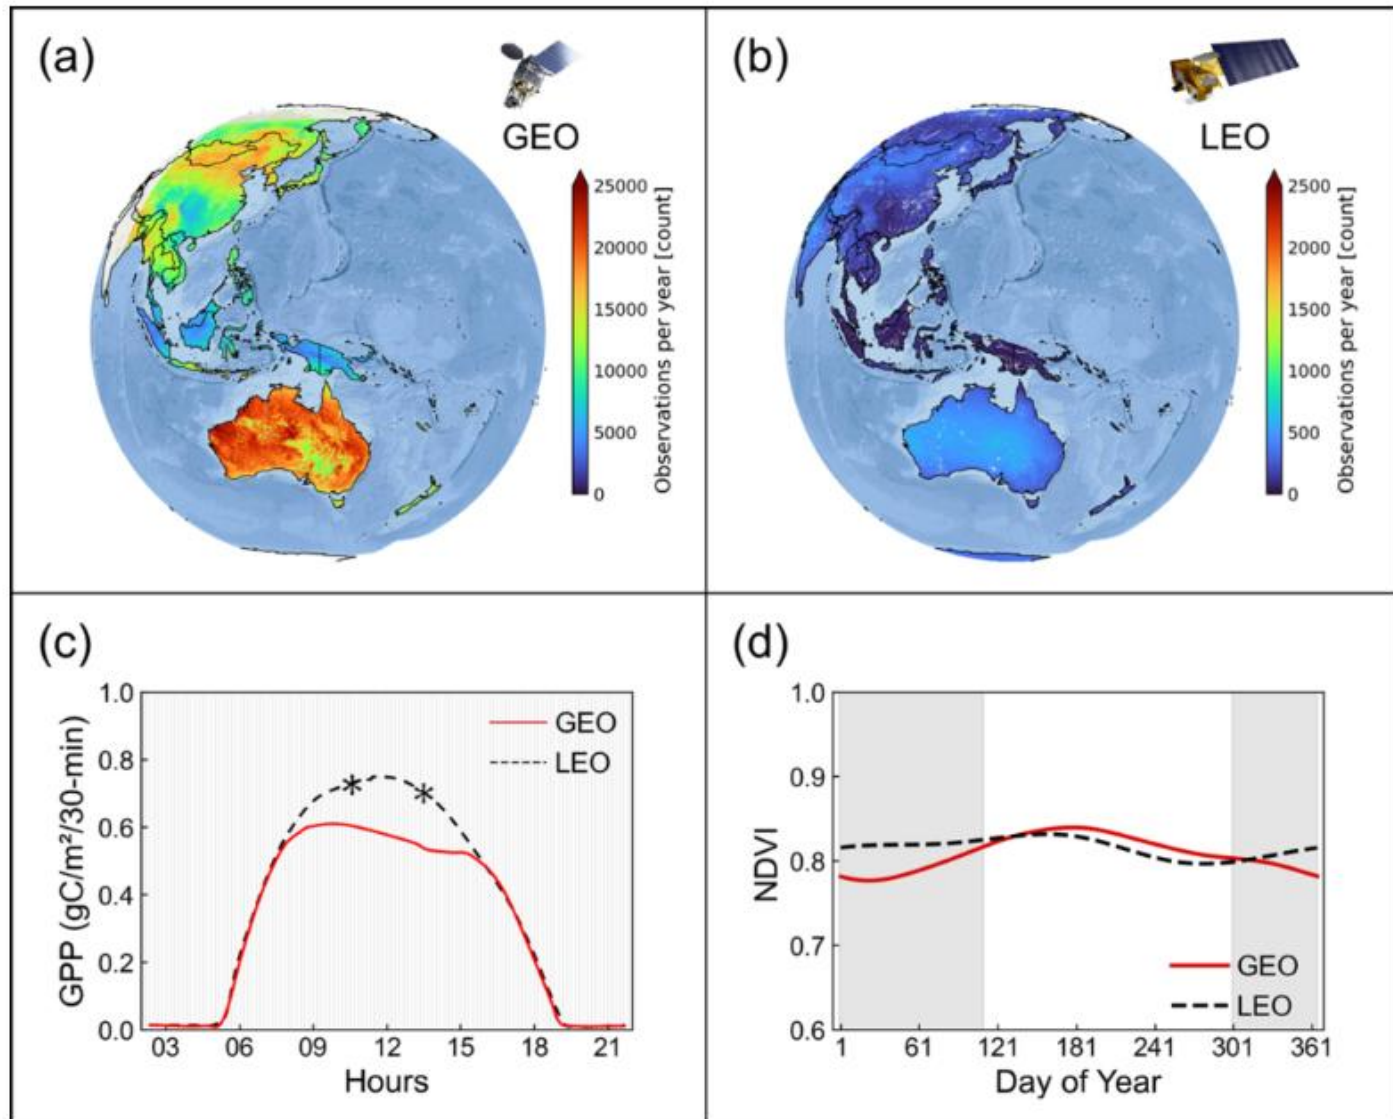 (a)
GEO
25000
20000
15000
10000
5000
0
Observations per year [count]
(b)
LEO
2500
2000
1500
1000
500
0
Observations per year [count]
(c)
1.0
0.8
0.6
0.4
0.2
0.0
GPP (gC/m²/30-min)
GEO
LEO
03 06 09 12 15 18 21
Hours
(d)
1.0
0.9
0.8
0.7
0.6
NDVI
GEO
LEO
1 61 121 181 241 301 361
Day of Year